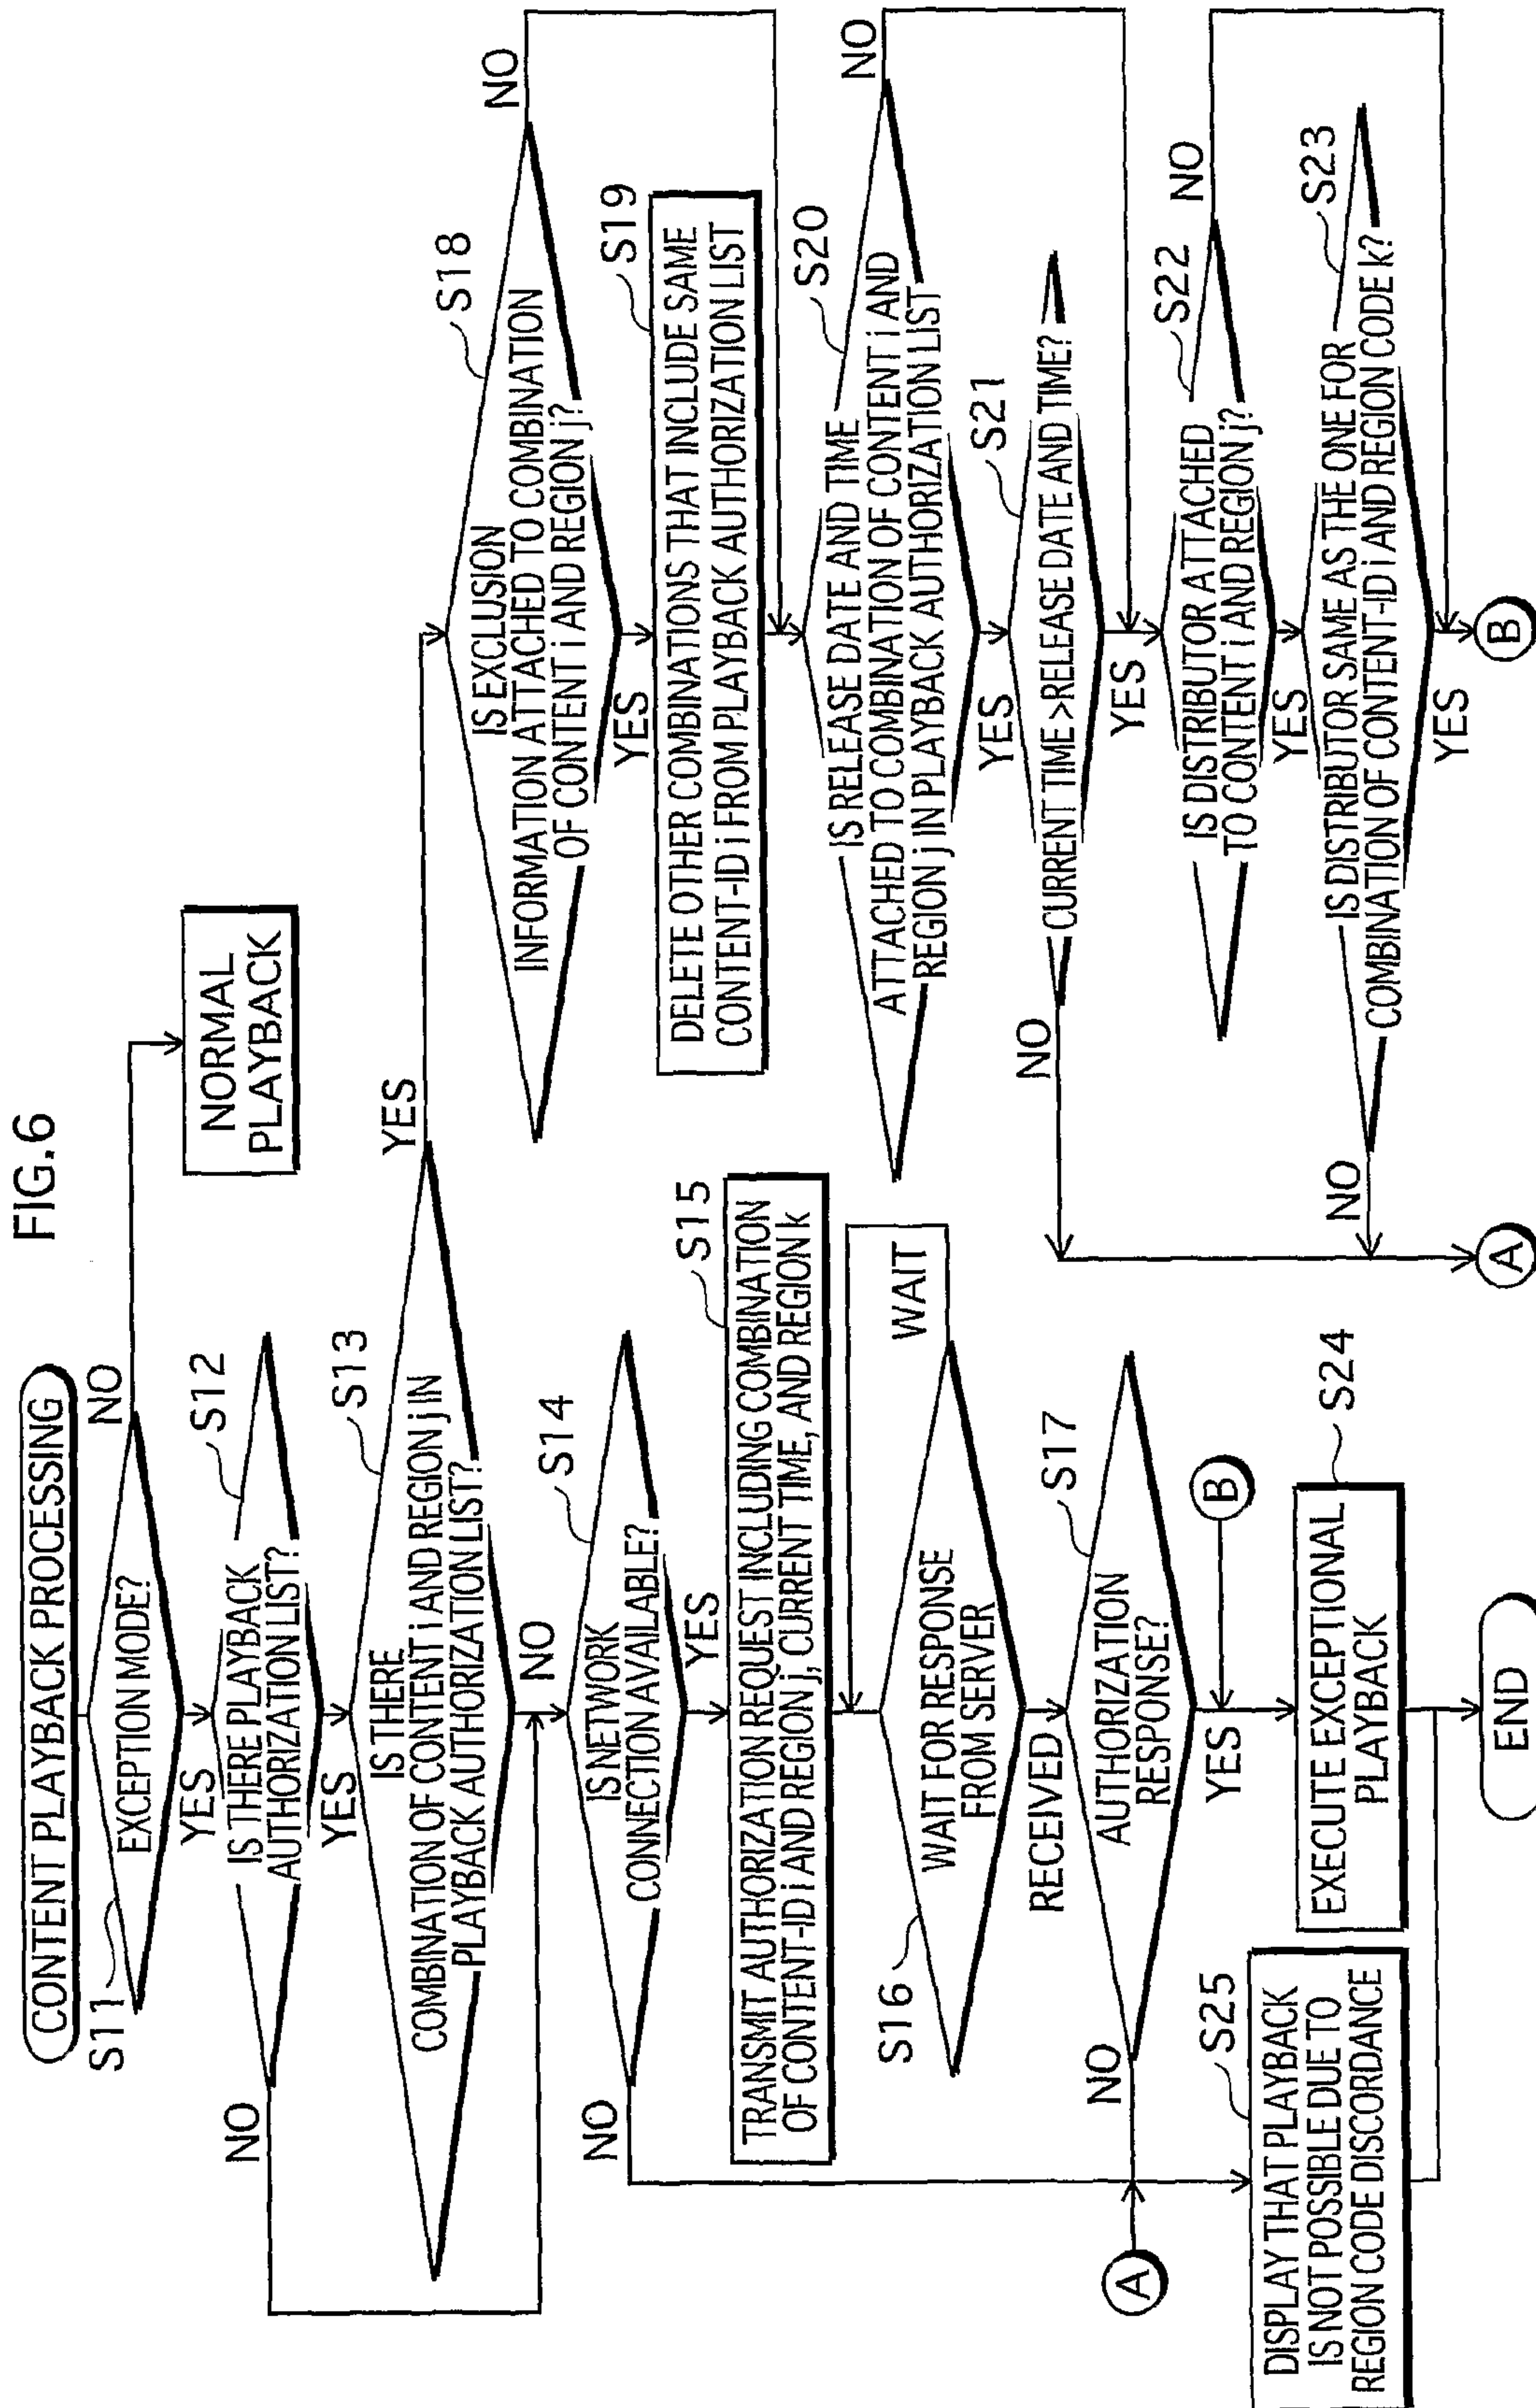 FIG.6
CONTENT PLAYBACK PROCESSING
S11
EXCEPTION MODE?
NO
NORMAL
PLAYBACK
YES
S12
IS THERE PLAYBACK
AUTHORIZATION LIST?
NO
YES
S13
IS THERE
COMBINATION OF CONTENT i AND REGION j IN
PLAYBACK AUTHORIZATION LIST?
YES
NO
S14
IS NETWORK
CONNECTION AVAILABLE?
NO
YES
S15
TRANSMIT AUTHORIZATION REQUEST INCLUDING COMBINATION
OF CONTENT-ID i AND REGION j, CURRENT TIME, AND REGION k
S16
WAIT FOR RESPONSE
FROM SERVER
WAIT
RECEIVED
S17
AUTHORIZATION
RESPONSE?
NO
YES
A
B
S24
EXECUTE EXCEPTIONAL
PLAYBACK
S25
DISPLAY THAT PLAYBACK
IS NOT POSSIBLE DUE TO
REGION CODE DISCORDANCE
END
S18
IS EXCLUSION
INFORMATION ATTACHED TO COMBINATION
OF CONTENT i AND REGION j?
NO
YES
S19
DELETE OTHER COMBINATIONS THAT INCLUDE SAME
CONTENT-ID i FROM PLAYBACK AUTHORIZATION LIST
S20
IS RELEASE DATE AND TIME
ATTACHED TO COMBINATION OF CONTENT i AND
REGION j IN PLAYBACK AUTHORIZATION LIST
NO
YES
S21
CURRENT TIME >RELEASE DATE AND TIME?
NO
YES
S22
IS DISTRIBUTOR ATTACHED
TO CONTENT i AND REGION j?
NO
YES
S23
IS DISTRIBUTOR SAME AS THE ONE FOR
COMBINATION OF CONTENT-ID i AND REGION CODE k?
NO
YES
A
B